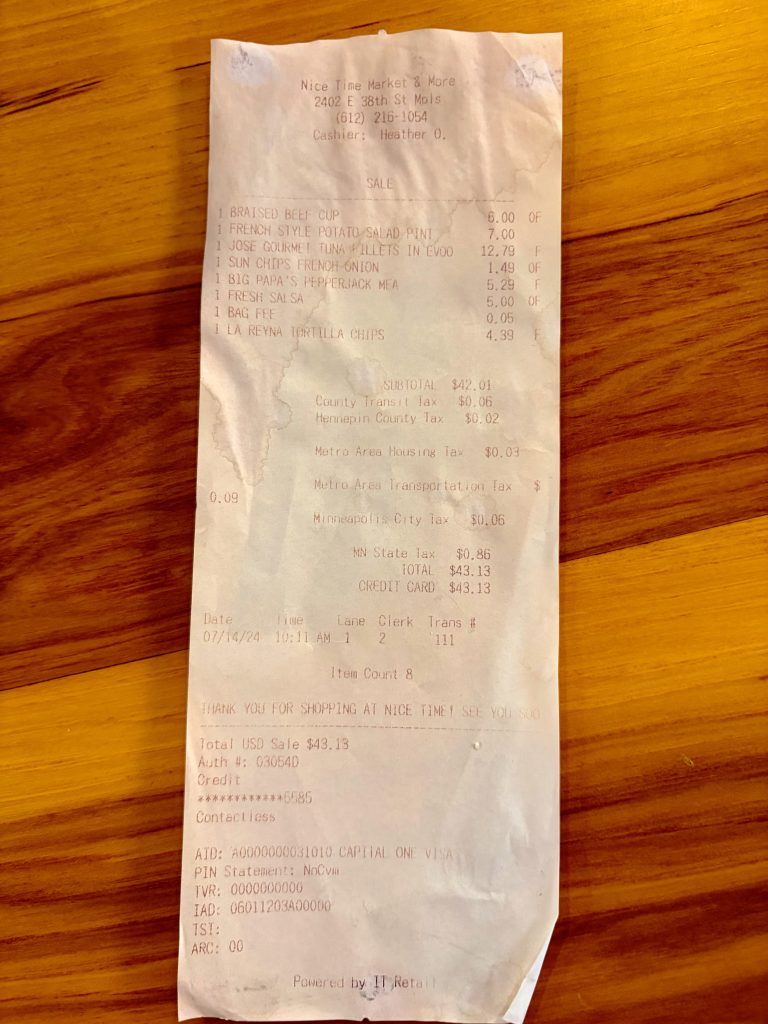 Nice Time Market & More
2402 E 38th St Mpls
(612) 216-1054
Cashier: Heather O.
SALE
1 BRAISED BEEF CUP 6.00 OF
1 FRENCH STYLE POTATO SALAD PINT 7.00
1 JOSE GOURMET TUNA FILLETS IN EVOO 12.79 F
1 SUN CHIPS FRENCH ONION 1.49 OF
1 BIG PAPA'S PEPPERJACK MEA 5.29 F
1 FRESH SALSA 5.00 OF
1 BAG FEE 0.05
1 LA REYNA TORTILLA CHIPS 4.39 F
SUBTOTAL $42.01
County Transit Tax $0.06
Hennepin County Tax $0.02
Metro Area Housing Tax $0.03
Metro Area Transportation Tax $
0.09
Minneapolis City Tax $0.06
MN State Tax $0.86
TOTAL $43.13
CREDIT CARD $43.13
Date Time Lane Clerk Trans #
07/14/24 10:11 AM 1 2 111
Item Count 8
THANK YOU FOR SHOPPING AT NICE TIME! SEE YOU SOO
Total USD Sale $43.13
Auth #: 03054D
Credit
************5585
Contactless
AID: A0000000031010 CAPITAL ONE VISA
PIN Statement: NoCvm
TVR: 0000000000
IAD: 06011203A00000
TSI:
ARC: 00
Powered by IT Retail